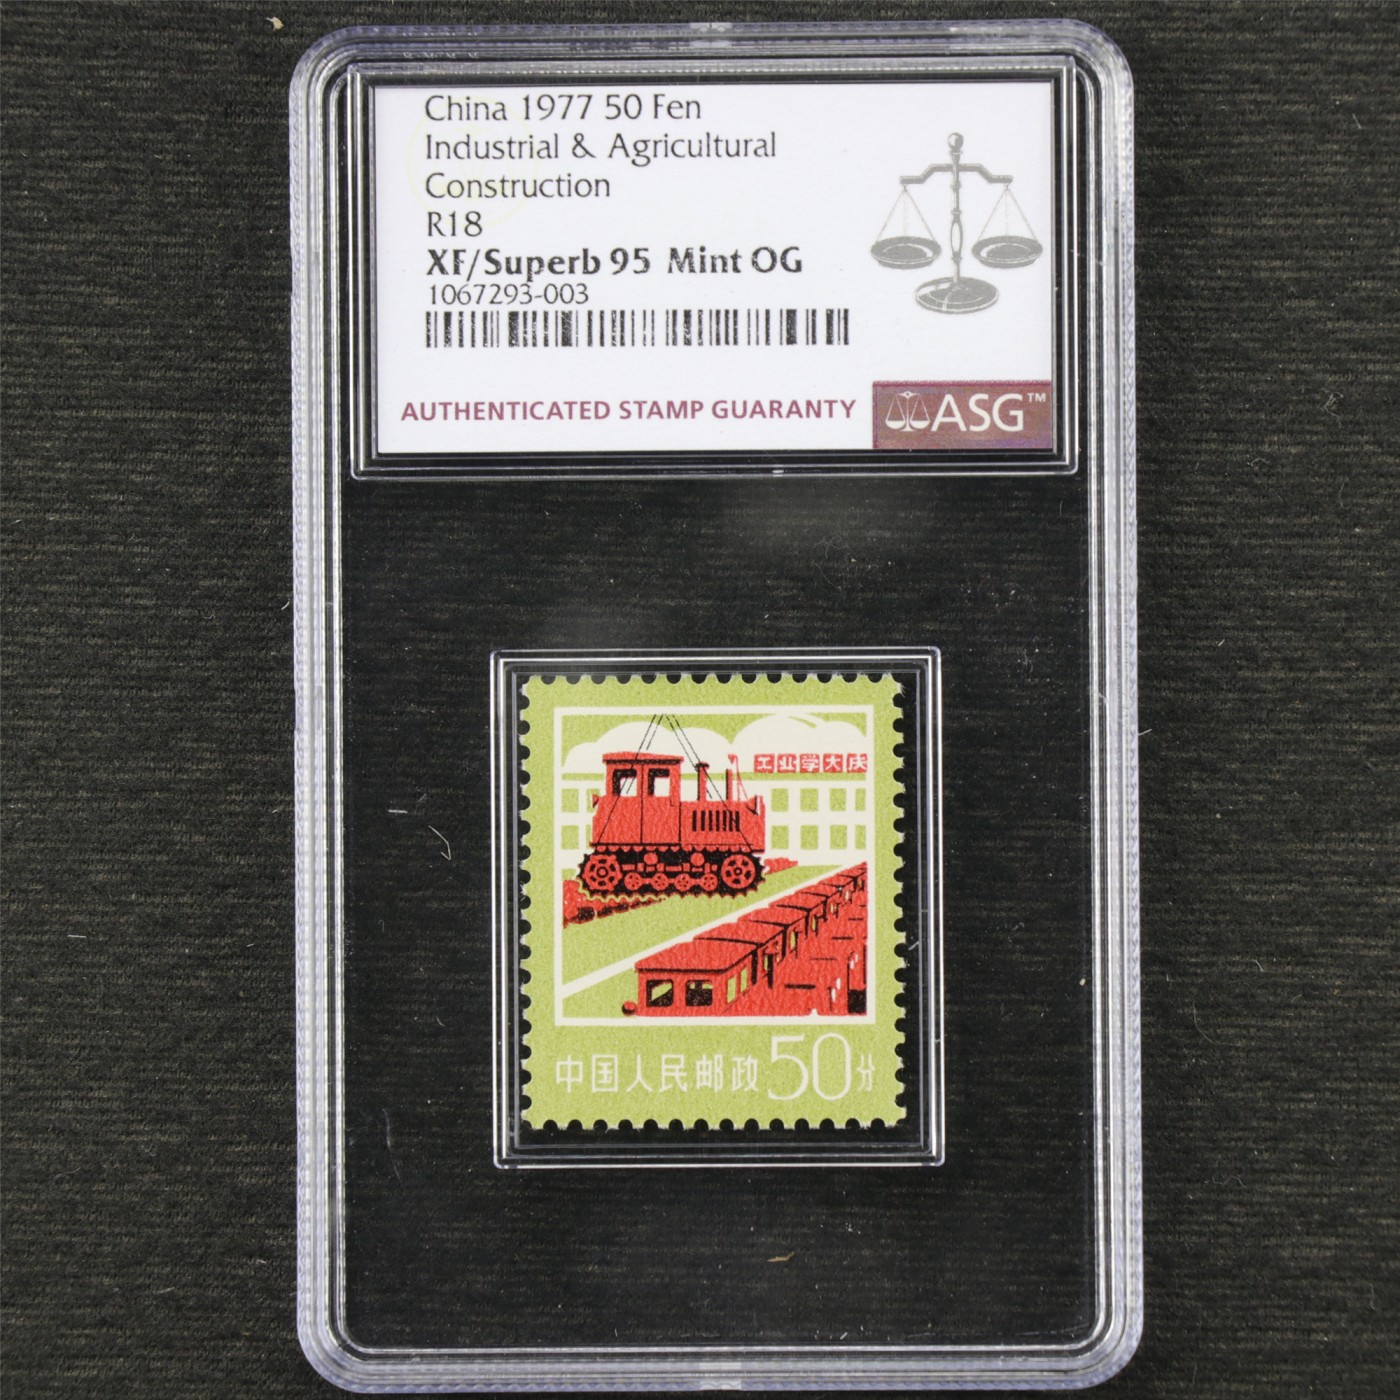 China 1977 50 Fen
Industrial & Agricultural
Construction
R18
XF/Superb 95 Mint OG
1067293-003
AUTHENTICATED STAMP GUARANTY
ASG™
工业学大庆
中国人民邮政50分